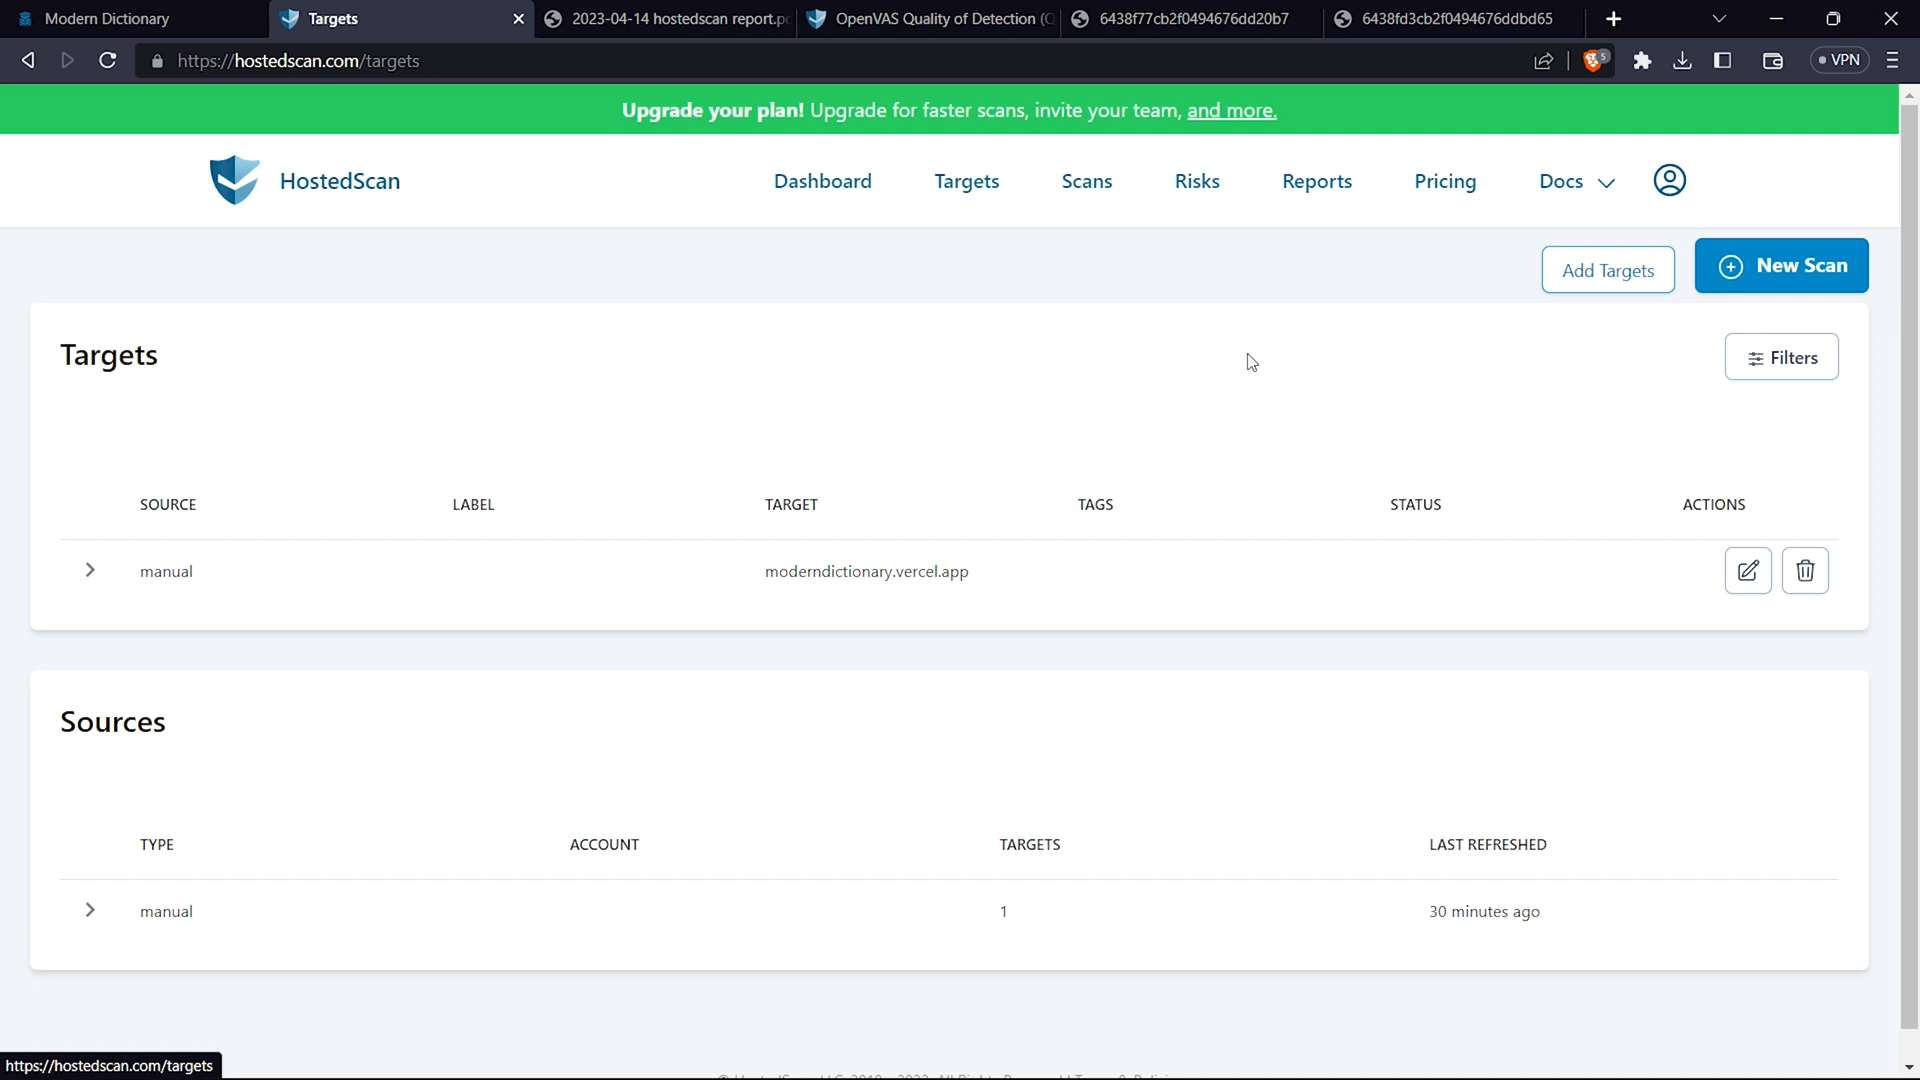 Modern Dictionary
Targets
2023-04-14 hostedscan report.p
OpenVAS Quality of Detection (
6438f77cb2f0494676dd20b7
6438fd3cb2f0494676ddbd65
https://hostedscan.com/targets
5
VPN
Upgrade your plan! Upgrade for faster scans, invite your team, and more.
HostedScan
Dashboard
Targets
Scans
Risks
Reports
Pricing
Docs
Add Targets
New Scan
Targets
Filters
SOURCE LABEL TARGET TAGS STATUS ACTIONS
manual moderndictionary.vercel.app
Sources
TYPE ACCOUNT TARGETS LAST REFRESHED
manual 1 30 minutes ago
https://hostedscan.com/targets